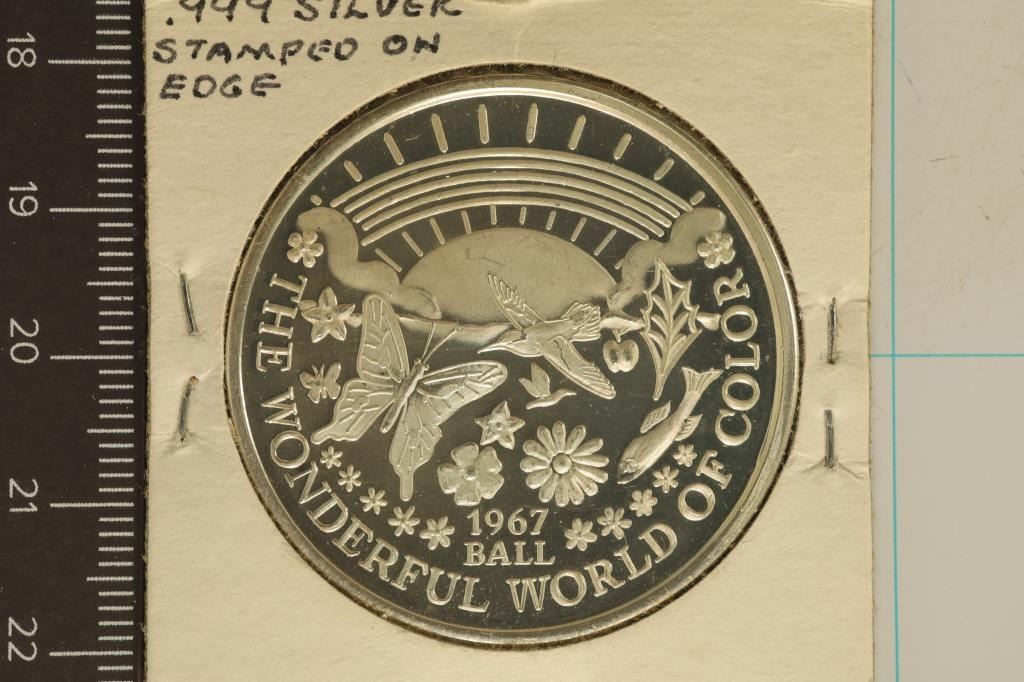 .999 SILVER
STAMPED ON
EDGE
THE WONDERFUL WORLD OF COLOR
1967
BALL
18
19
20
21
22